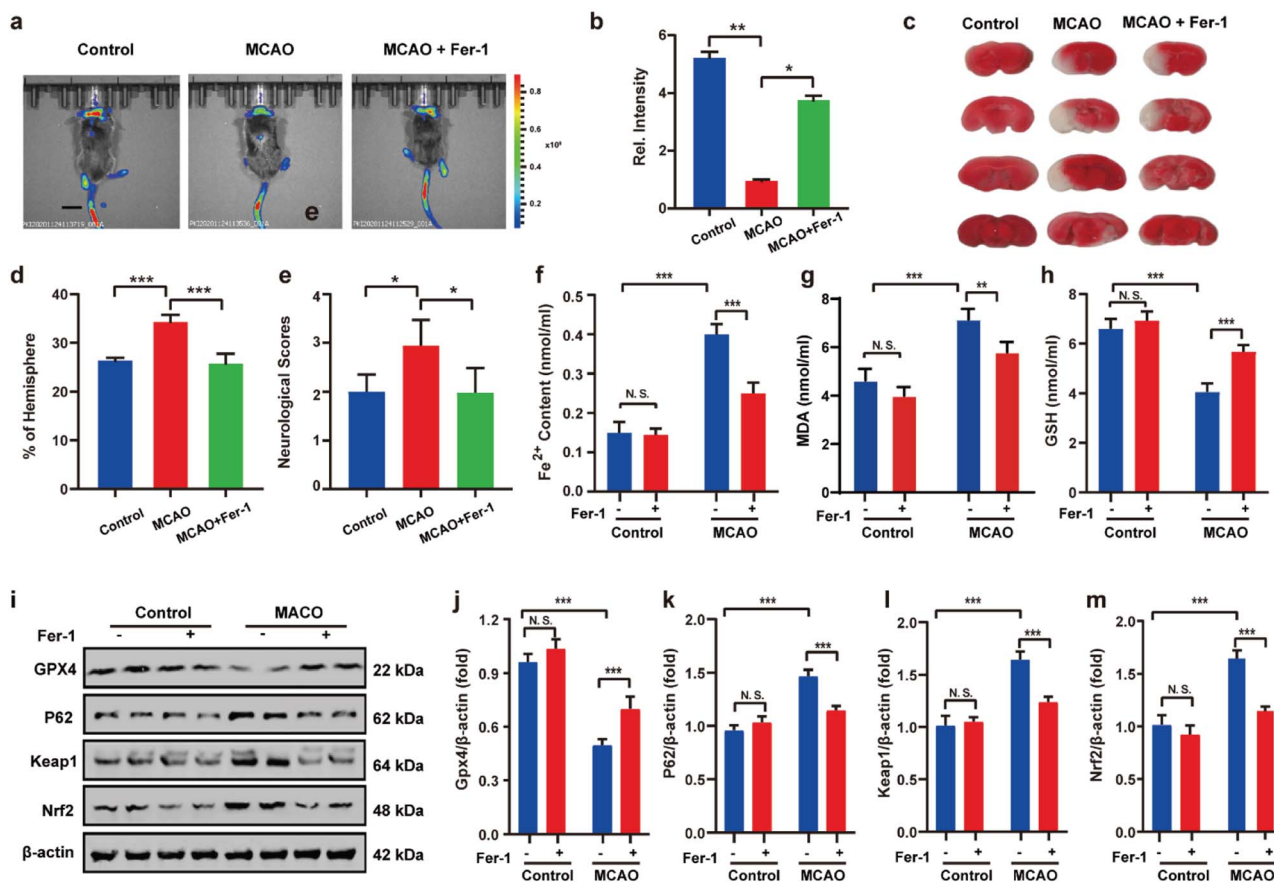 a
Control
MCAO
MCAO + Fer-1
0.8
0.6
x10⁶
0.4
0.2
e
b
Rel. Intensity
6
4
2
0
**
*
Control
MCAO
MCAO+Fer-1
c
Control
MCAO
MCAO + Fer-1
d
% of Hemisphere
40
30
20
10
0
***
***
Control
MCAO
MCAO+Fer-1
e
Neurological Scores
4
3
2
1
0
*
*
Control
MCAO
MCAO+Fer-1
f
Fe²⁺ Content (nmol/ml)
0.5
0.4
0.3
0.2
0.1
0.0
***
***
N. S.
Fer-1 - + - +
Control MCAO
g
MDA (nmol/ml)
8
6
4
2
0
***
**
N. S.
Fer-1 - + - +
Control MCAO
h
GSH (nmol/ml)
9
6
3
0
***
N. S.
***
Fer-1 - + - +
Control MCAO
i
Control MACO
Fer-1 - + - +
GPX4 22 kDa
P62 62 kDa
Keap1 64 kDa
Nrf2 48 kDa
β-actin 42 kDa
j
Gpx4/β-actin (fold)
1.2
0.9
0.6
0.3
0.0
***
N. S.
***
Fer-1 - + - +
Control MCAO
k
P62/β-actin (fold)
2.0
1.5
1.0
0.5
0.0
***
***
N. S.
Fer-1 - + - +
Control MCAO
l
Keap1/β-actin (fold)
2.0
1.5
1.0
0.5
0.0
***
***
N. S.
Fer-1 - + - +
Control MCAO
m
Nrf2/β-actin (fold)
2.0
1.5
1.0
0.5
0.0
***
***
N. S.
Fer-1 - + - +
Control MCAO